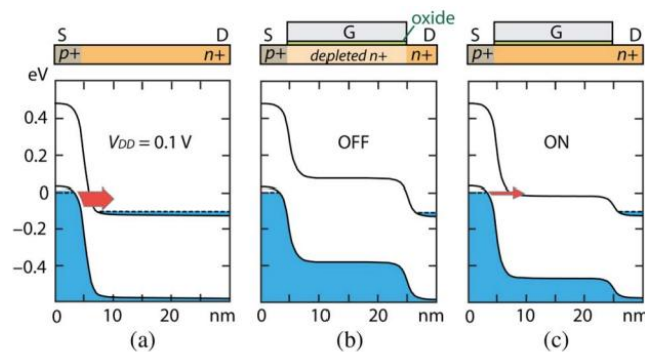 oxide
S D S G D S G D
p+ n+ depleted n+ n+ n+
eV
0.4
V_DD = 0.1 V OFF ON
0.2
0
−0.2
−0.4
0 10 20 nm 0 10 20 nm 0 10 20 nm
(a) (b) (c)